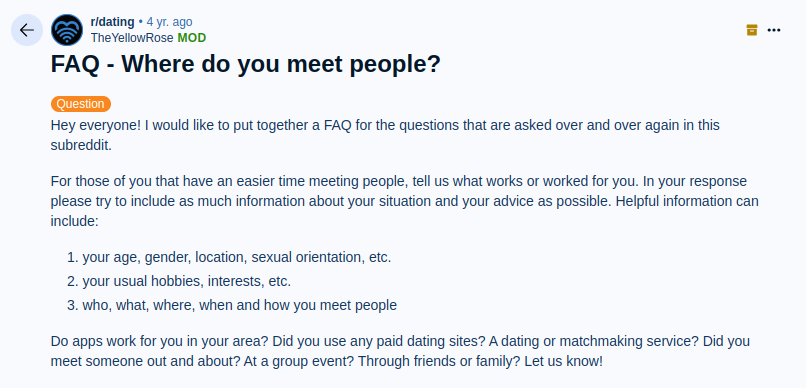 r/dating • 4 yr. ago
TheYellowRose MOD
FAQ - Where do you meet people?
Question
Hey everyone! I would like to put together a FAQ for the questions that are asked over and over again in this
subreddit.
For those of you that have an easier time meeting people, tell us what works or worked for you. In your response
please try to include as much information about your situation and your advice as possible. Helpful information can
include:
1. your age, gender, location, sexual orientation, etc.
2. your usual hobbies, interests, etc.
3. who, what, where, when and how you meet people
Do apps work for you in your area? Did you use any paid dating sites? A dating or matchmaking service? Did you
meet someone out and about? At a group event? Through friends or family? Let us know!